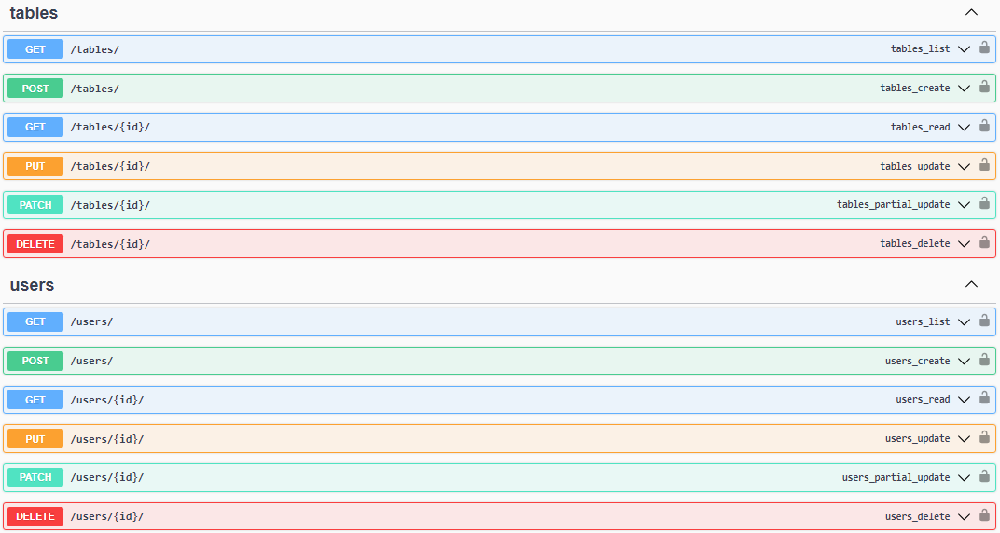 tables
GET /tables/ tables_list
POST /tables/ tables_create
GET /tables/{id}/ tables_read
PUT /tables/{id}/ tables_update
PATCH /tables/{id}/ tables_partial_update
DELETE /tables/{id}/ tables_delete
users
GET /users/ users_list
POST /users/ users_create
GET /users/{id}/ users_read
PUT /users/{id}/ users_update
PATCH /users/{id}/ users_partial_update
DELETE /users/{id}/ users_delete